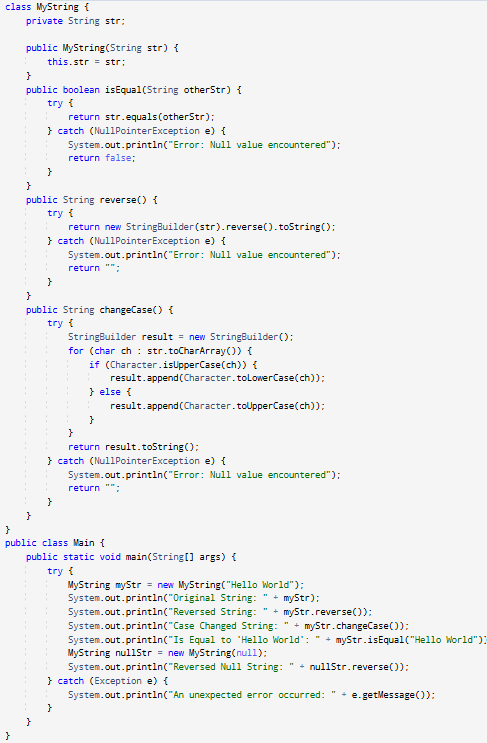 class MyString {
    private String str;

    public MyString(String str) {
        this.str = str;
    }
    public boolean isEqual(String otherStr) {
        try {
            return str.equals(otherStr);
        } catch (NullPointerException e) {
            System.out.println("Error: Null value encountered");
            return false;
        }
    }
    public String reverse() {
        try {
            return new StringBuilder(str).reverse().toString();
        } catch (NullPointerException e) {
            System.out.println("Error: Null value encountered");
            return "";
        }
    }
    public String changeCase() {
        try {
            StringBuilder result = new StringBuilder();
            for (char ch : str.toCharArray()) {
                if (Character.isUpperCase(ch)) {
                    result.append(Character.toLowerCase(ch));
                } else {
                    result.append(Character.toUpperCase(ch));
                }
            }
            return result.toString();
        } catch (NullPointerException e) {
            System.out.println("Error: Null value encountered");
            return "";
        }
    }
}
public class Main {
    public static void main(String[] args) {
        try {
            MyString myStr = new MyString("Hello World");
            System.out.println("Original String: " + myStr);
            System.out.println("Reversed String: " + myStr.reverse());
            System.out.println("Case Changed String: " + myStr.changeCase());
            System.out.println("Is Equal to 'Hello World': " + myStr.isEqual("Hello World"))
            MyString nullStr = new MyString(null);
            System.out.println("Reversed Null String: " + nullStr.reverse());
        } catch (Exception e) {
            System.out.println("An unexpected error occurred: " + e.getMessage());
        }
    }
}